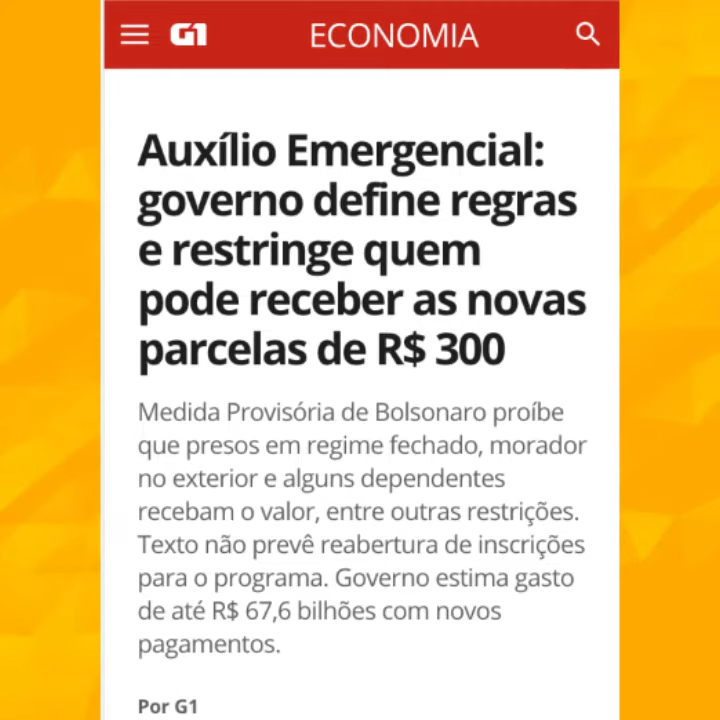 G1
ECONOMIA
Auxílio Emergencial:
governo define regras
e restringe quem
pode receber as novas
parcelas de R$ 300
Medida Provisória de Bolsonaro proíbe
que presos em regime fechado, morador
no exterior e alguns dependentes
recebam o valor, entre outras restrições.
Texto não prevê reabertura de inscrições
para o programa. Governo estima gasto
de até R$ 67,6 bilhões com novos
pagamentos.
Por G1